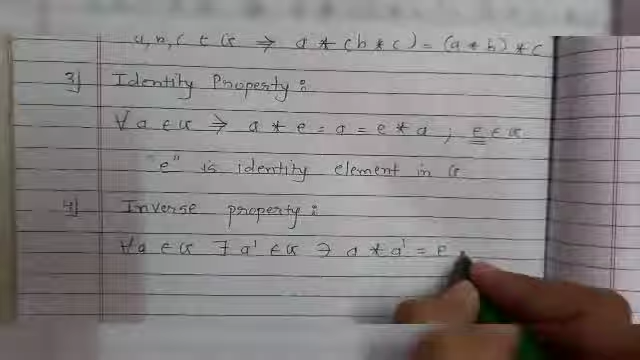 a, b, c ∈ G ⇒ a * (b * c) = (a * b) * c
3) Identity Property :
∀ a ∈ G ⇒ a * e = a = e * a ; e ∈ G
"e" is identity element in G
4) Inverse property :
∀ a ∈ G ∃ a' ∈ G ∋ a * a' = e